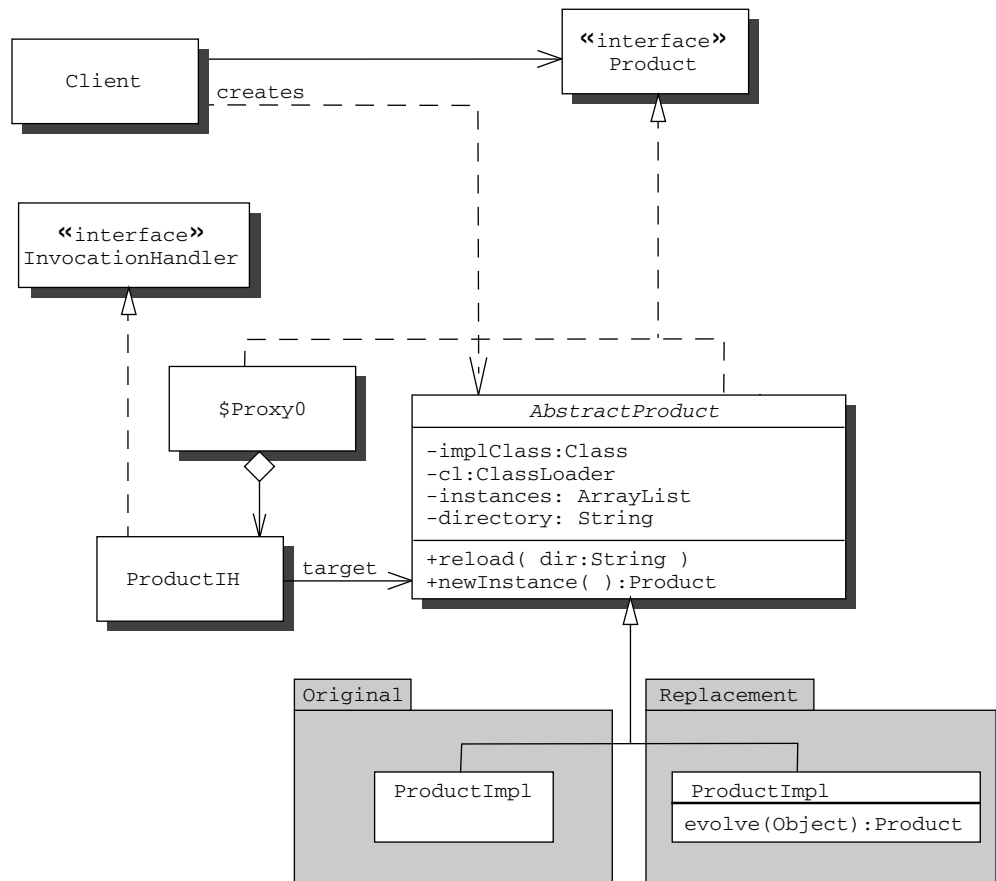 «interface»
Product
Client
creates
«interface»
InvocationHandler
$Proxy0
AbstractProduct
-implClass:Class
-cl:ClassLoader
-instances: ArrayList
-directory: String
+reload( dir:String )
+newInstance( ):Product
ProductIH
target
Original
Replacement
ProductImpl
ProductImpl
evolve(Object):Product